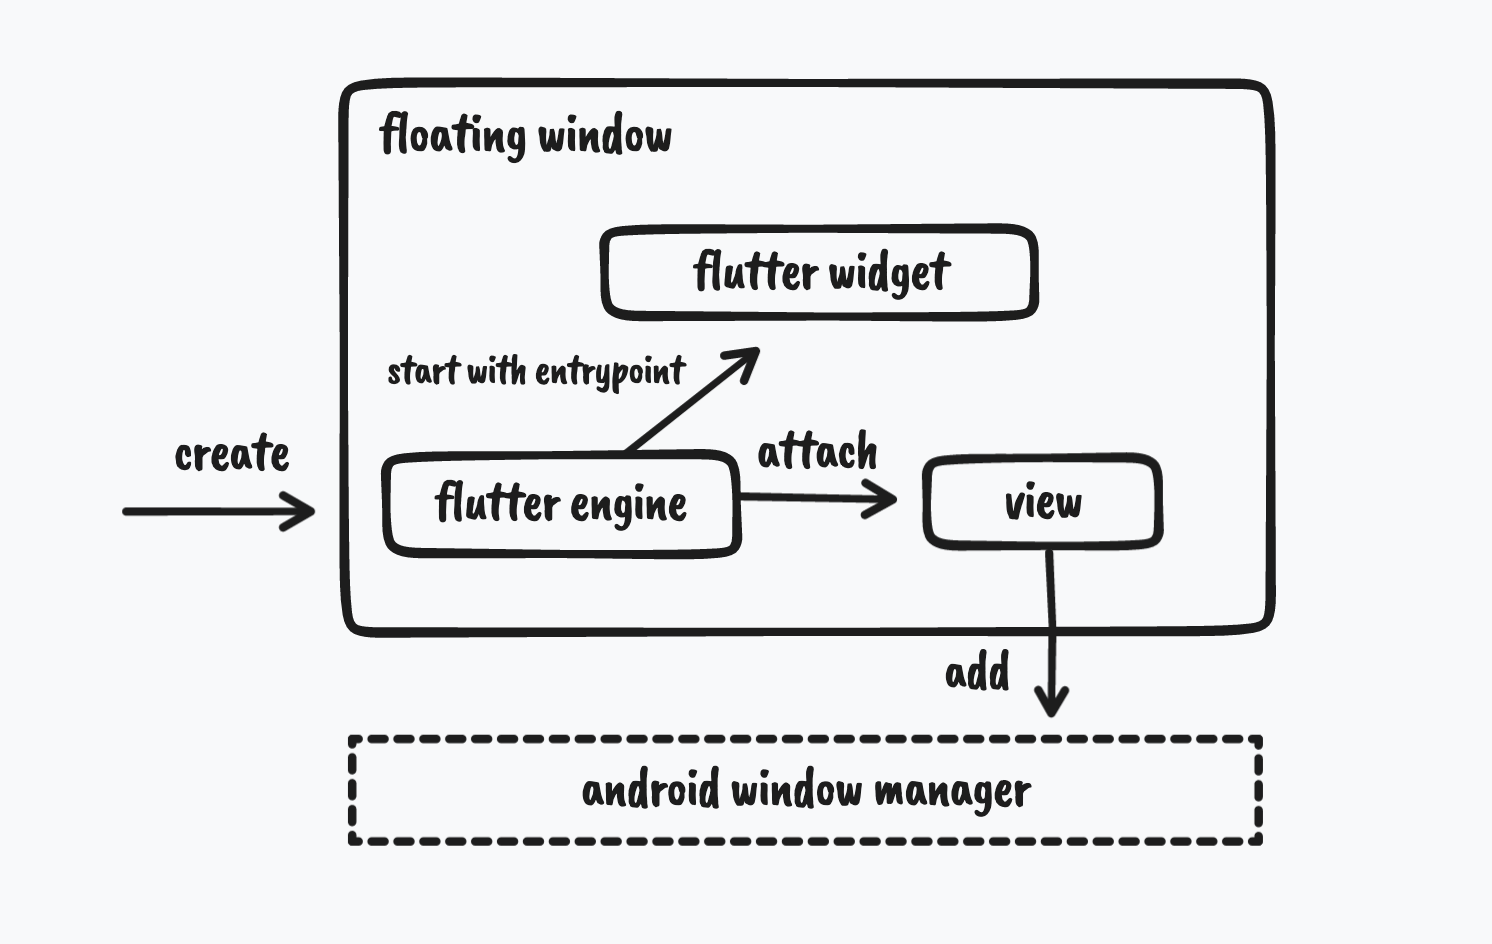 floating window
flutter widget
start with entrypoint
create
attach
flutter engine
view
add
android window manager